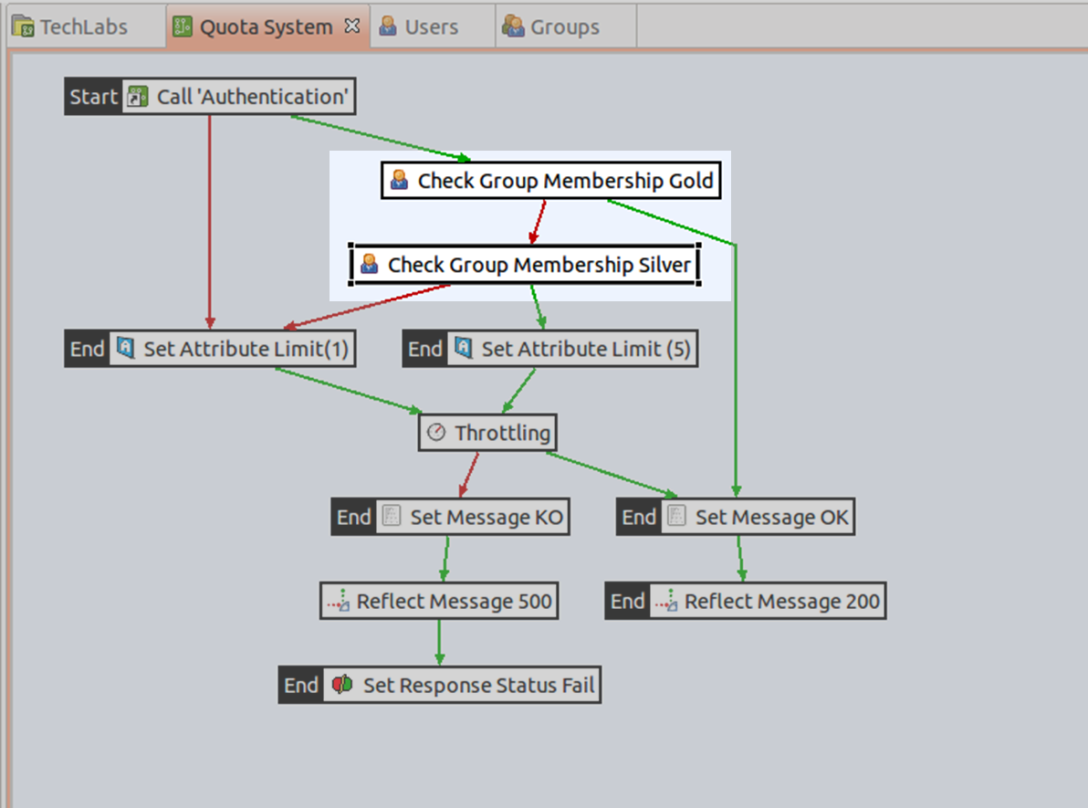 TechLabs
Quota System
Users
Groups
Start Call 'Authentication'
Check Group Membership Gold
Check Group Membership Silver
End Set Attribute Limit(1)
End Set Attribute Limit (5)
Throttling
End Set Message KO
End Set Message OK
Reflect Message 500
End Reflect Message 200
End Set Response Status Fail